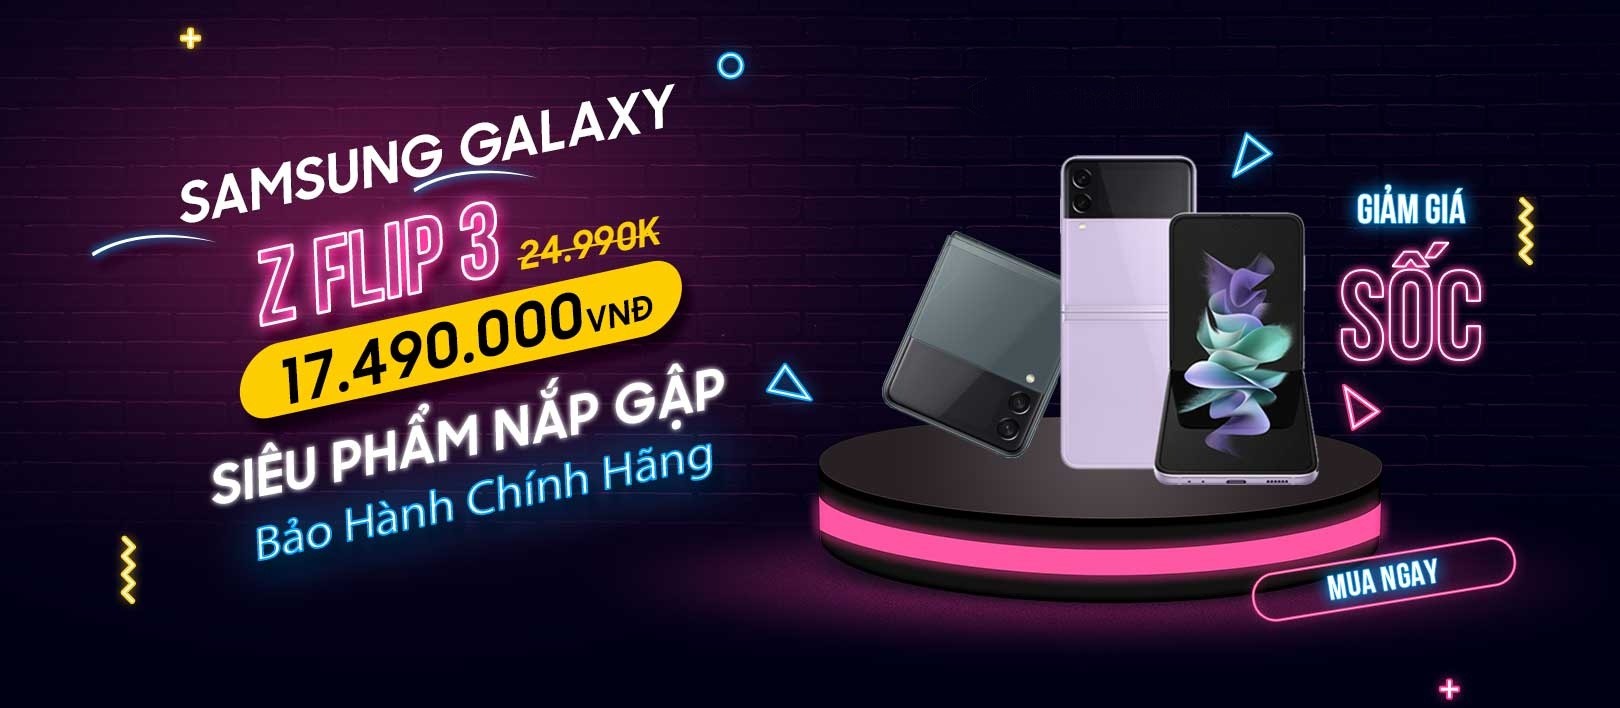 SAMSUNG GALAXY
Z FLIP 3 24.990K
17.490.000VNĐ
SIÊU PHẨM NẮP GẬP
Bảo Hành Chính Hãng
GIẢM GIÁ
SỐC
MUA NGAY